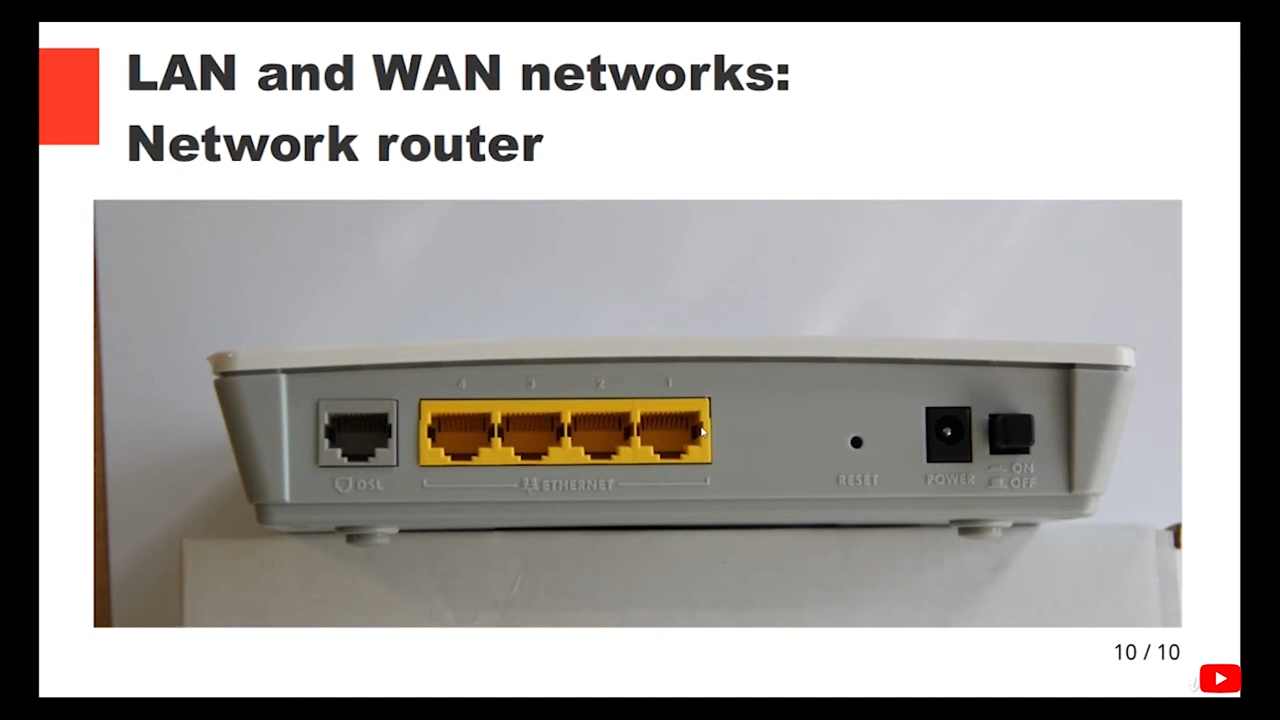 LAN and WAN networks:
Network router
4 3 2 1
DSL
ETHERNET
RESET
POWER
ON
OFF
10 / 10